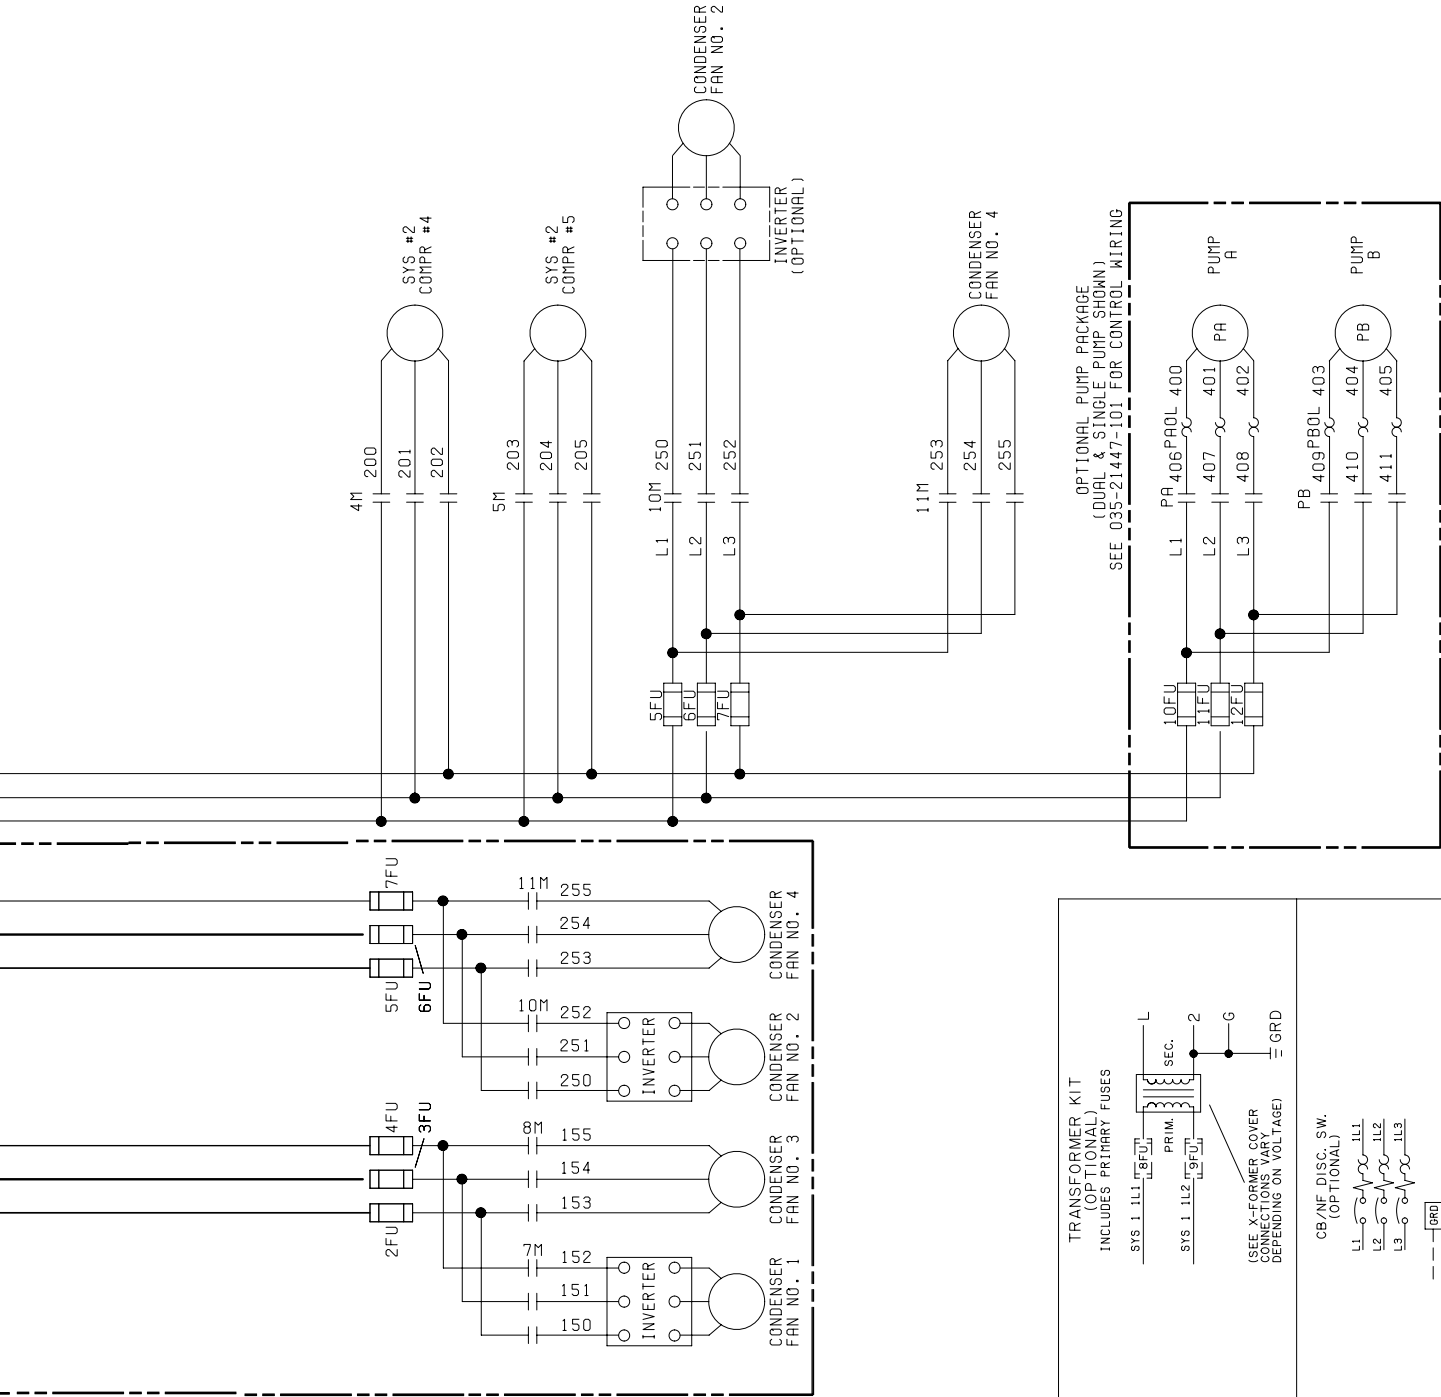 CONDENSER
FAN NO. 2
INVERTER
(OPTIONAL)
SYS #2
COMPR #4
SYS #2
COMPR #5
CONDENSER
FAN NO. 4
4M
200
201
202
5M
203
204
205
10M
250
251
252
L1
L2
L3
11M
253
254
255
5FU
6FU
7FU
OPTIONAL PUMP PACKAGE
(DUAL & SINGLE PUMP SHOWN)
SEE 035-21447-101 FOR CONTROL WIRING
PUMP
A
PUMP
B
PA
PB
400
401
402
403
404
405
PAOL
PBOL
PA
406
407
408
PB
409
410
411
L1
L2
L3
10FU
11FU
12FU
7FU
5FU
6FU
11M
255
254
253
CONDENSER
FAN NO. 4
10M
252
251
250
INVERTER
CONDENSER
FAN NO. 2
4FU
3FU
2FU
8M
155
154
153
CONDENSER
FAN NO. 3
7M
152
151
150
INVERTER
CONDENSER
FAN NO. 1
TRANSFORMER KIT
(OPTIONAL)
INCLUDES PRIMARY FUSES
SYS 1 1L1
8FU
SYS 1 1L2
9FU
PRIM.
SEC.
L
2
G
GRD
(SEE X-FORMER COVER
CONNECTIONS VARY
DEPENDING ON VOLTAGE)
CB/NF DISC. SW.
(OPTIONAL)
L1
1L1
L2
1L2
L3
1L3
GRD